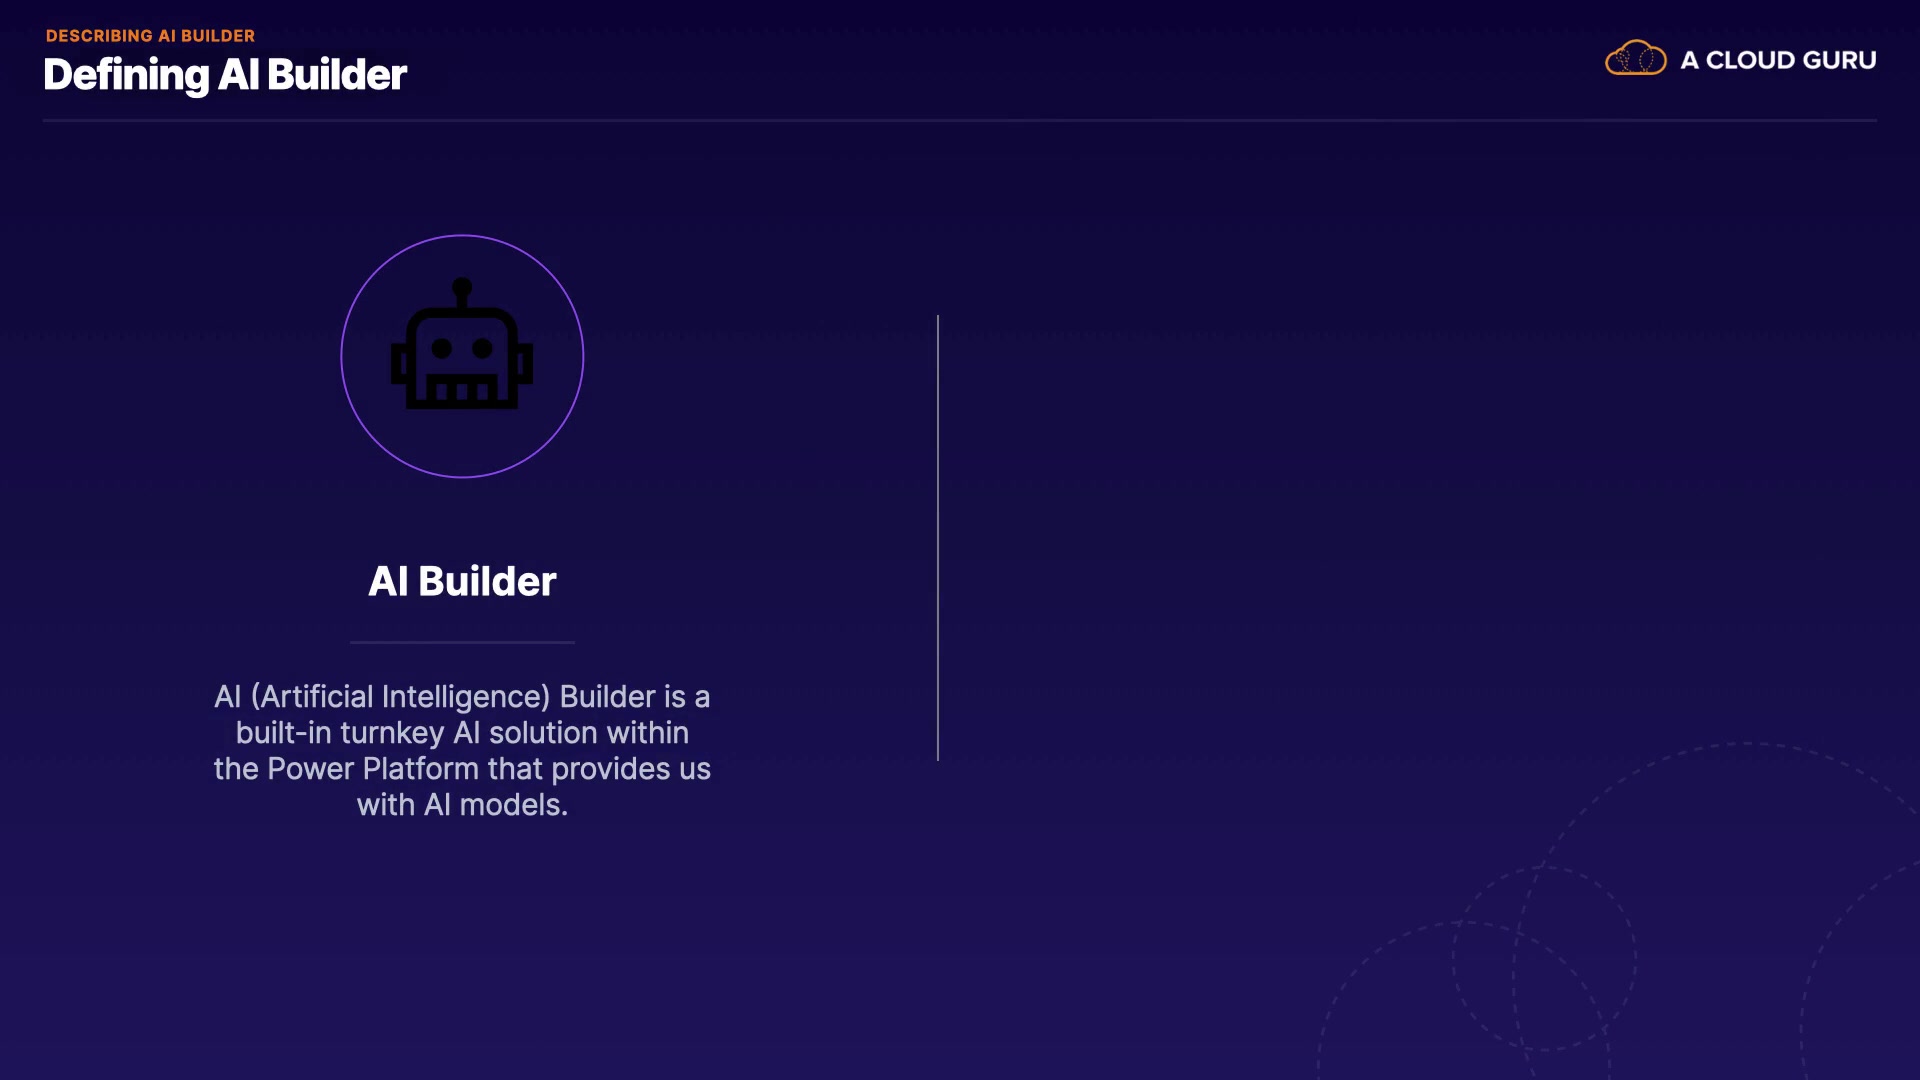 DESCRIBING AI BUILDER
Defining AI Builder
A CLOUD GURU
AI Builder
AI (Artificial Intelligence) Builder is a
built-in turnkey AI solution within
the Power Platform that provides us
with AI models.